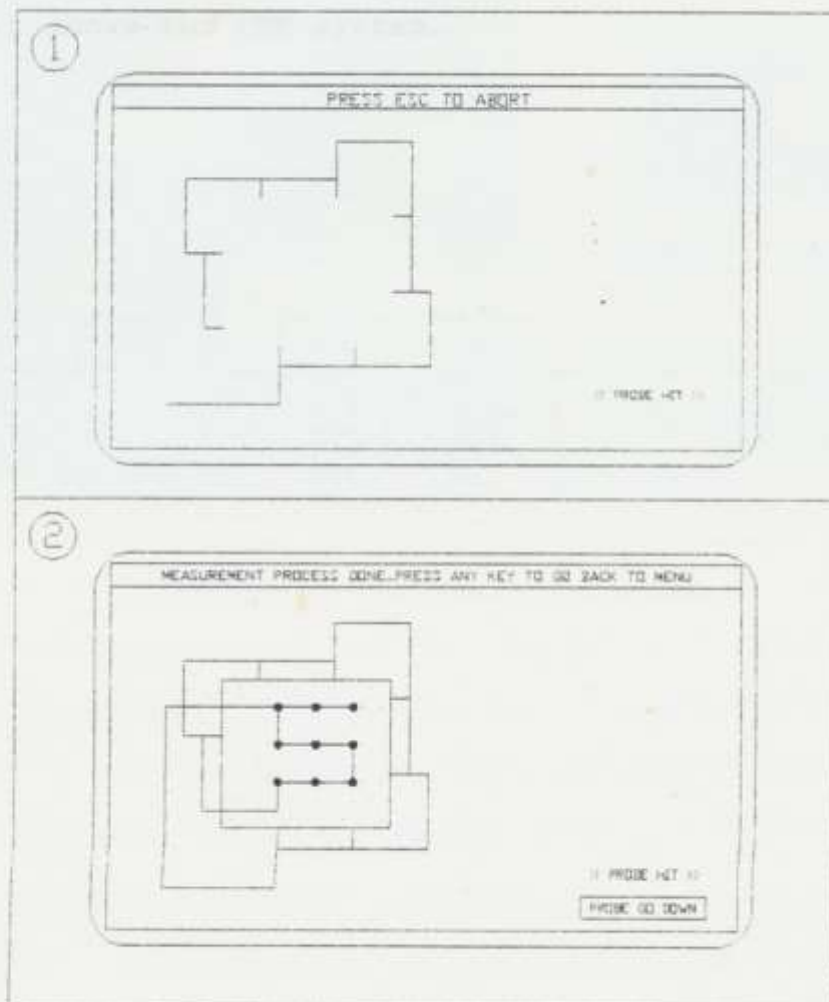 1
PRESS ESC TO ABORT
PROBE HIT
2
MEASUREMENT PROCESS DONE..PRESS ANY KEY TO GO BACK TO MENU
PROBE HIT
PROBE GO DOWN